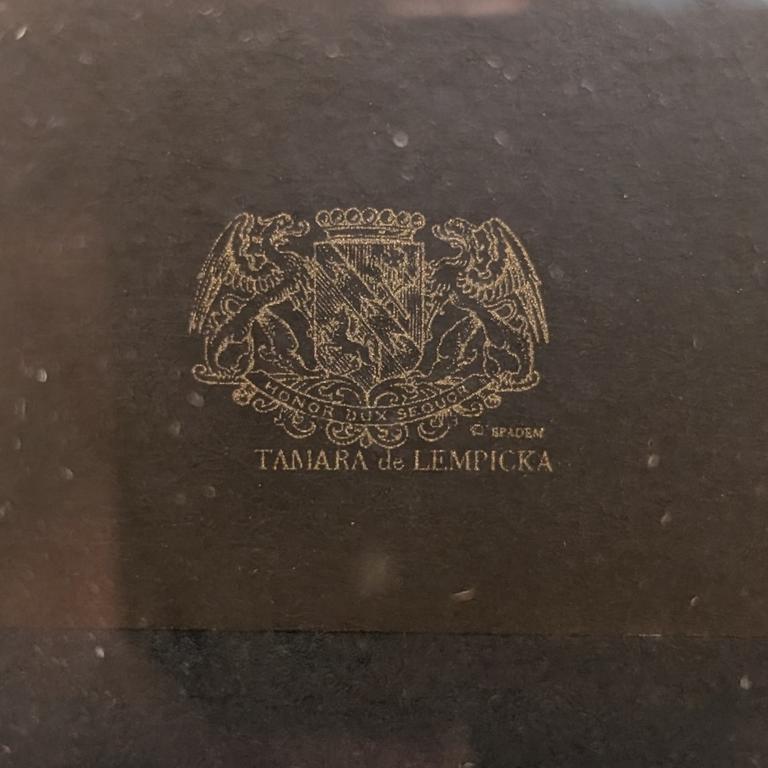 HONOR DUX SEQUOR
© SPADEM
TAMARA de LEMPICKA